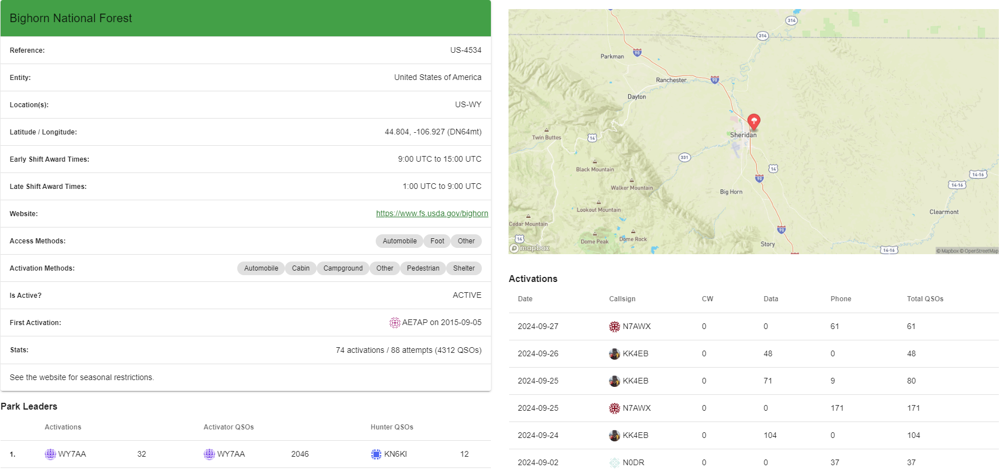 Bighorn National Forest
Reference: US-4534
Entity: United States of America
Location(s): US-WY
Latitude / Longitude: 44.804, -106.927 (DN64mt)
Early Shift Award Times: 9:00 UTC to 15:00 UTC
Late Shift Award Times: 1:00 UTC to 9:00 UTC
Website: https://www.fs.usda.gov/bighorn
Access Methods: Automobile Foot Other
Activation Methods: Automobile Cabin Campground Other Pedestrian Shelter
Is Active? ACTIVE
First Activation: AE7AP on 2015-09-05
Stats: 74 activations / 88 attempts (4312 QSOs)
See the website for seasonal restrictions.
Park Leaders
Activations Activator QSOs Hunter QSOs
1. WY7AA 32 WY7AA 2046 KN6KI 12
314
314
90
Parkman
Ranchester 90
Dayton
Sheridan
Twin Buttes 14
331
Black Mountain 14
14-16
90
14-16
Walker Mountain
Big Horn
Lookout Mountain
Clearmont
Cedar Mountain
90
Dome Peak Dome Rock
14
Story
14-16
mapbox
© Mapbox © OpenStreetMap
Activations
Date Callsign CW Data Phone Total QSOs
2024-09-27 N7AWX 0 0 61 61
2024-09-26 KK4EB 0 48 0 48
2024-09-25 KK4EB 0 71 9 80
2024-09-25 N7AWX 0 0 171 171
2024-09-24 KK4EB 0 104 0 104
2024-09-02 N0DR 0 0 37 37